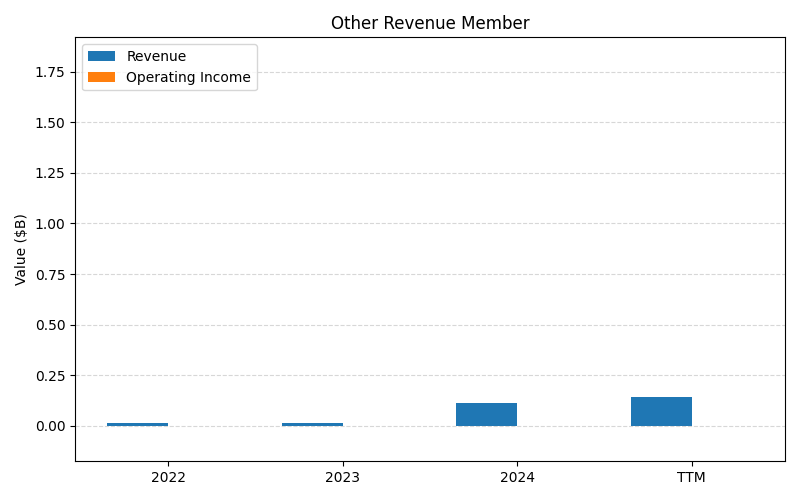 Other Revenue Member
Revenue
Operating Income
Value ($B)
1.75
1.50
1.25
1.00
0.75
0.50
0.25
0.00
2022
2023
2024
TTM